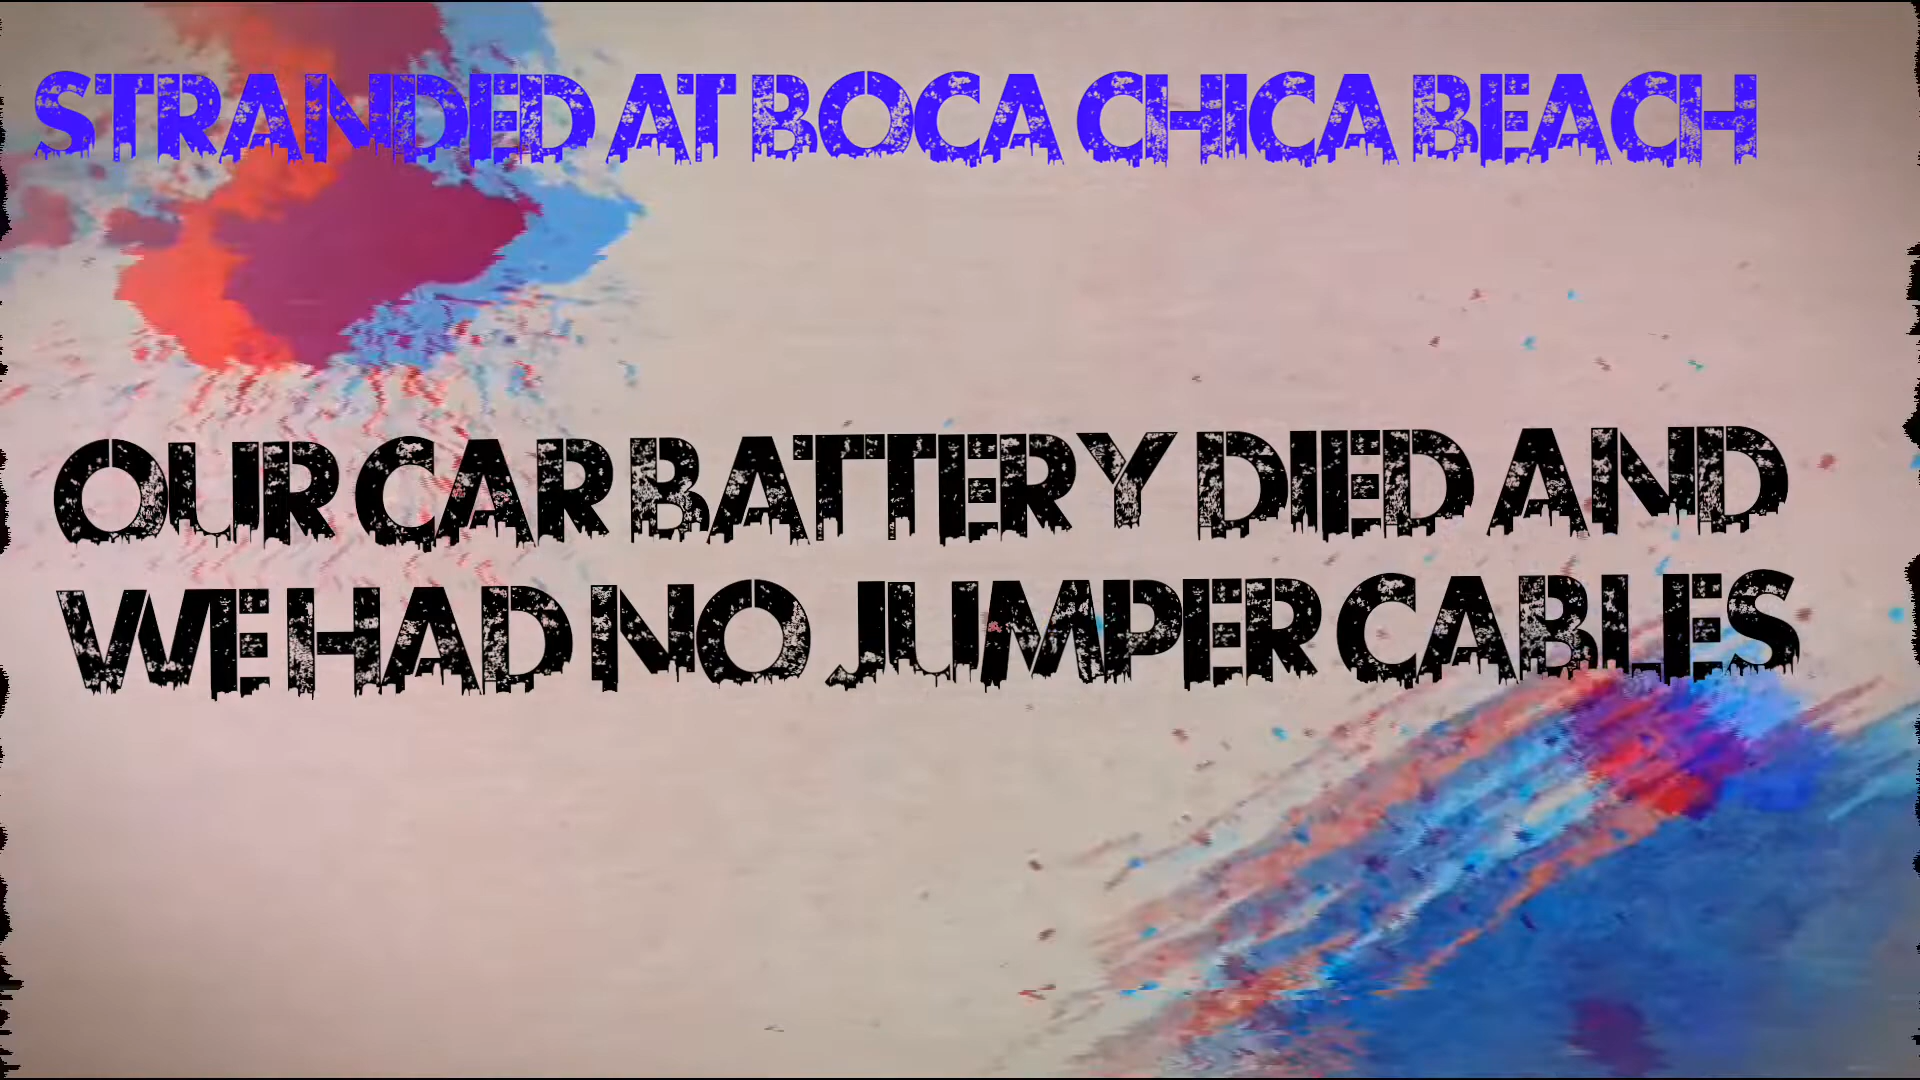 STRANDED AT BOCA CHICA BEACH
OUR CAR BATTERY DIED AND
WE HAD NO JUMPER CABLES